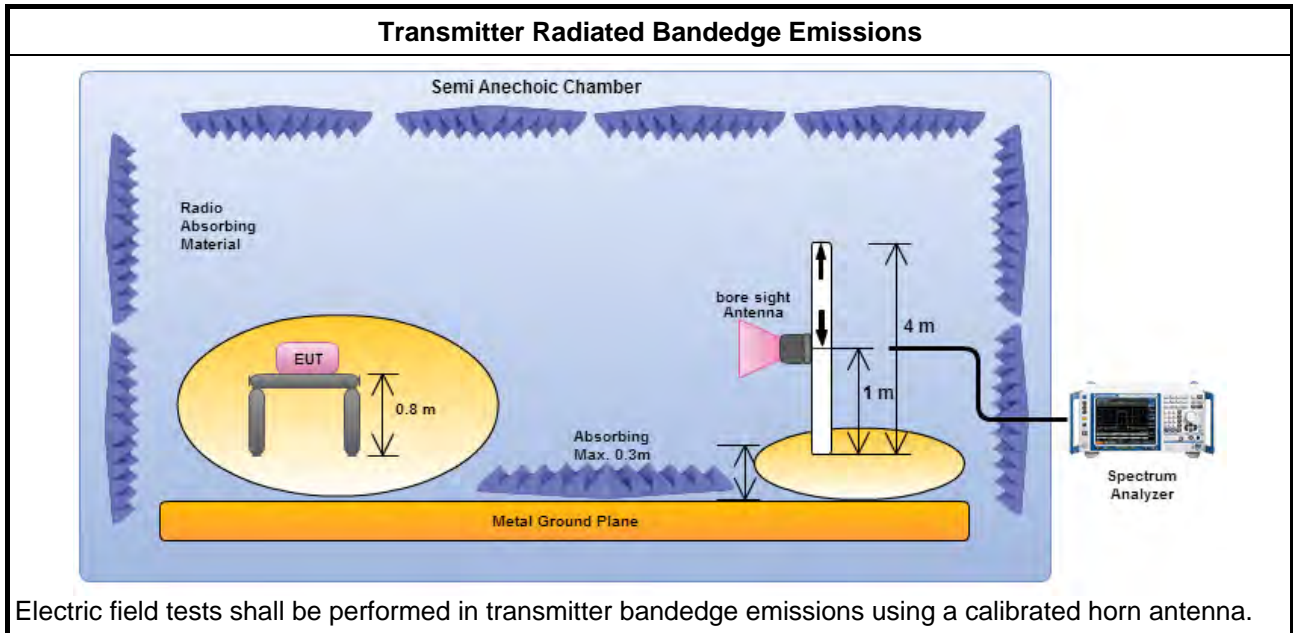 Transmitter Radiated Bandedge Emissions
Semi Anechoic Chamber
Radio
Absorbing
Material
bore sight
Antenna
4 m
EUT
1 m
0.8 m
Absorbing
Max. 0.3m
Spectrum
Analyzer
Metal Ground Plane
Electric field tests shall be performed in transmitter bandedge emissions using a calibrated horn antenna.